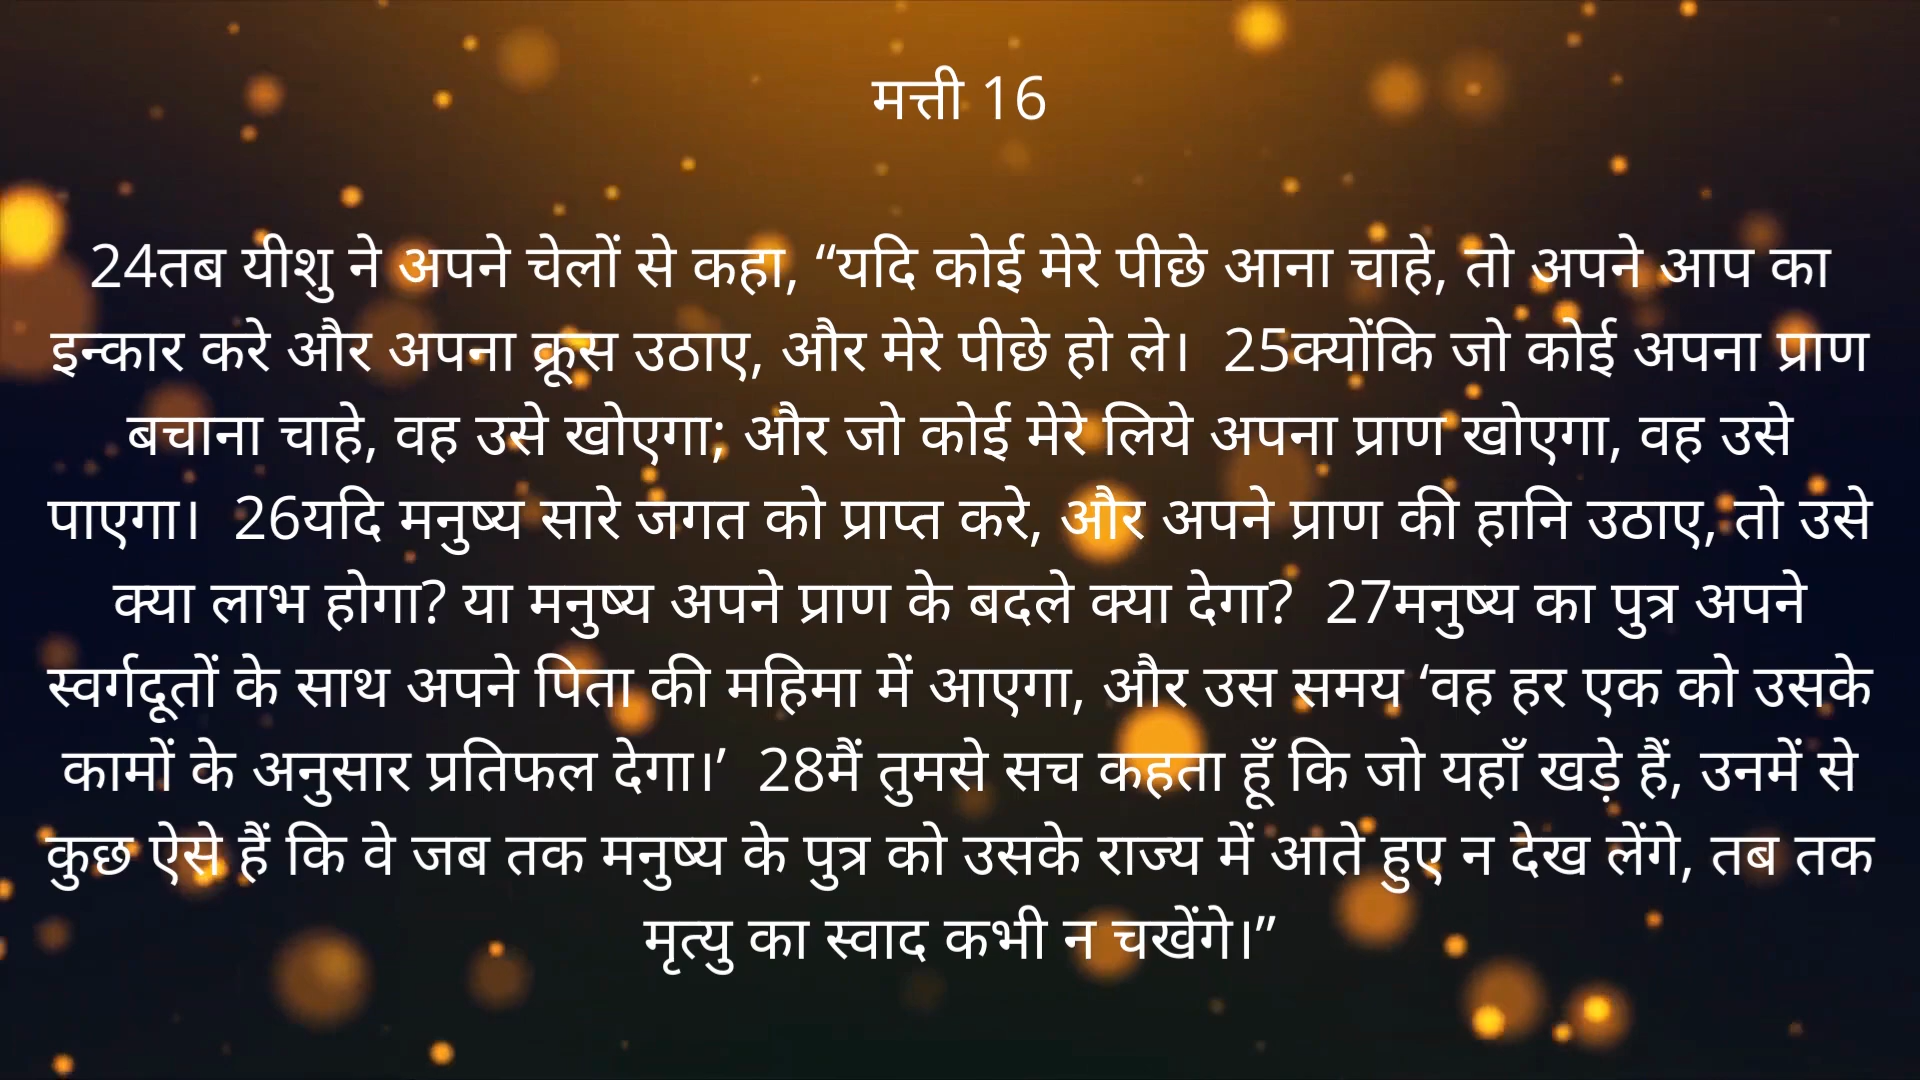 मत्ती 16
24तब यीशु ने अपने चेलों से कहा, “यदि कोई मेरे पीछे आना चाहे, तो अपने आप का
इन्कार करे और अपना क्रूस उठाए, और मेरे पीछे हो ले।  25क्योंकि जो कोई अपना प्राण
बचाना चाहे, वह उसे खोएगा; और जो कोई मेरे लिये अपना प्राण खोएगा, वह उसे
पाएगा।  26यदि मनुष्य सारे जगत को प्राप्त करे, और अपने प्राण की हानि उठाए, तो उसे
क्या लाभ होगा? या मनुष्य अपने प्राण के बदले क्या देगा?  27मनुष्य का पुत्र अपने
स्वर्गदूतों के साथ अपने पिता की महिमा में आएगा, और उस समय ‘वह हर एक को उसके
कामों के अनुसार प्रतिफल देगा।’  28मैं तुमसे सच कहता हूँ कि जो यहाँ खड़े हैं, उनमें से
कुछ ऐसे हैं कि वे जब तक मनुष्य के पुत्र को उसके राज्य में आते हुए न देख लेंगे, तब तक
मृत्यु का स्वाद कभी न चखेंगे।”